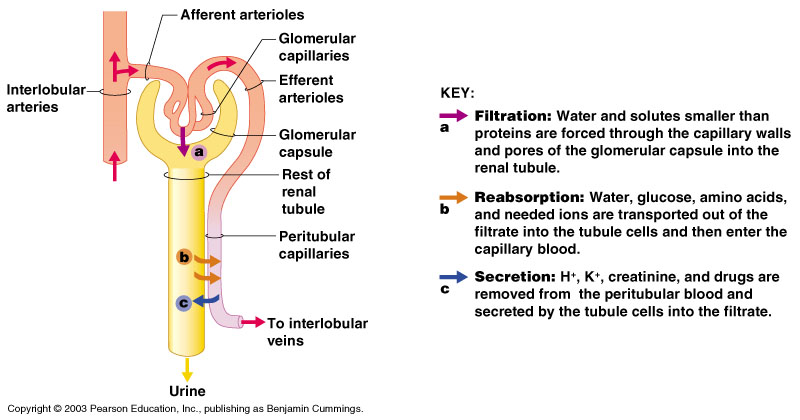 Afferent arterioles
Glomerular
capillaries
Interlobular
arteries
Efferent
arterioles
Glomerular
capsule
a
Rest of
renal
tubule
Peritubular
capillaries
b
c
To interlobular
veins
Urine
KEY:
a
Filtration: Water and solutes smaller than
proteins are forced through the capillary walls
and pores of the glomerular capsule into the
renal tubule.
b
Reabsorption: Water, glucose, amino acids,
and needed ions are transported out of the
filtrate into the tubule cells and then enter the
capillary blood.
c
Secretion: H⁺, K⁺, creatinine, and drugs are
removed from the peritubular blood and
secreted by the tubule cells into the filtrate.
Copyright © 2003 Pearson Education, Inc., publishing as Benjamin Cummings.